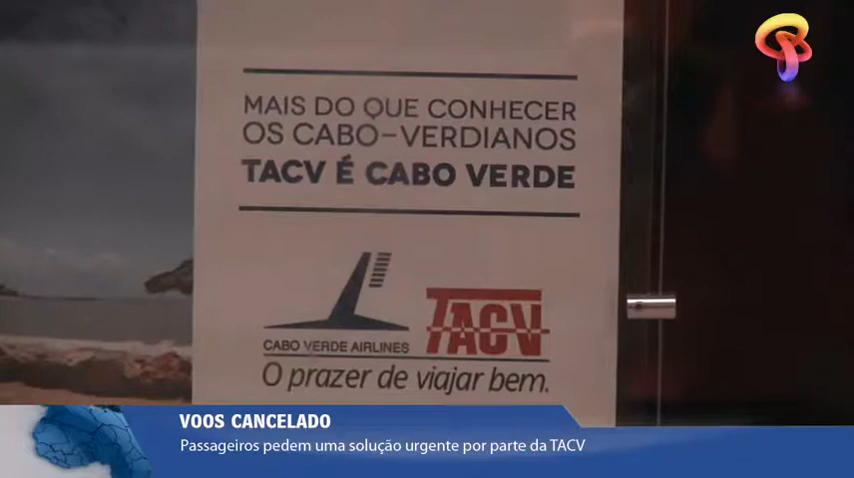 MAIS DO QUE CONHECER
OS CABO-VERDIANOS
TACV É CABO VERDE
CABO VERDE AIRLINES
TACV
O prazer de viajar bem.
VOOS CANCELADO
Passageiros pedem uma solução urgente por parte da TACV